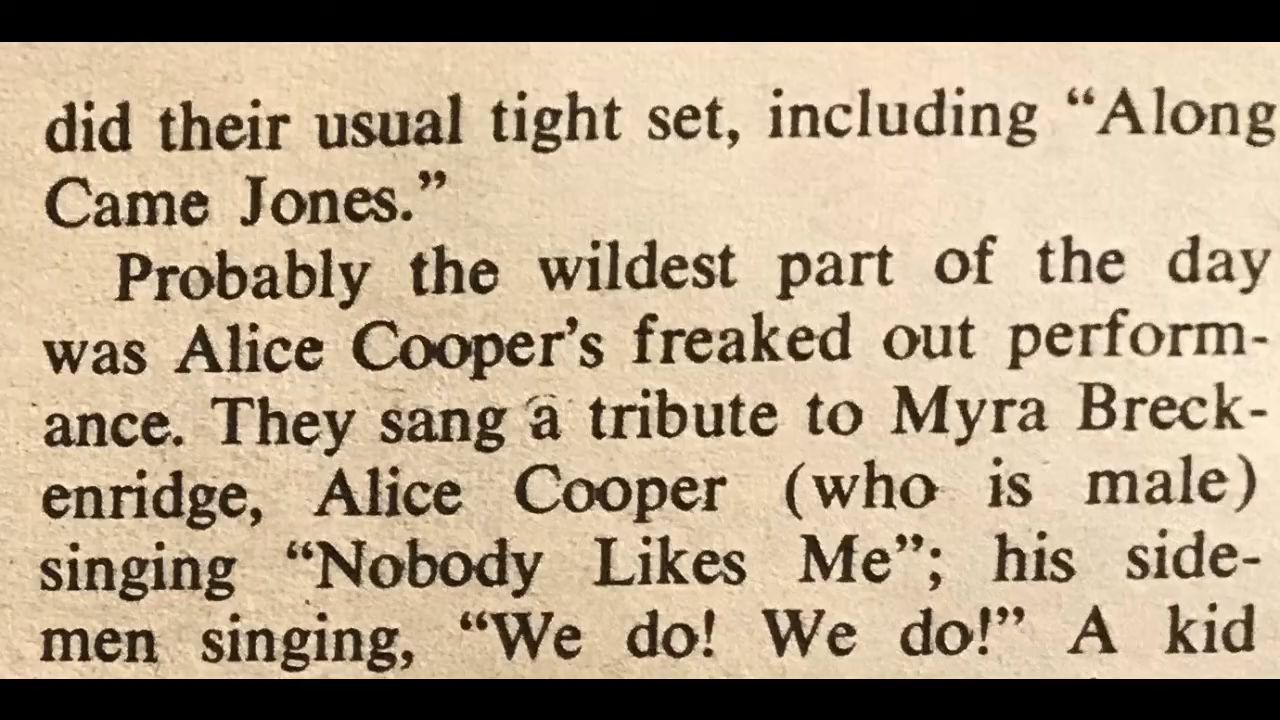 did their usual tight set, including “Along
Came Jones.”
Probably the wildest part of the day
was Alice Cooper’s freaked out perform-
ance. They sang a tribute to Myra Breck-
enridge, Alice Cooper (who is male)
singing “Nobody Likes Me”; his side-
men singing, “We do! We do!” A kid